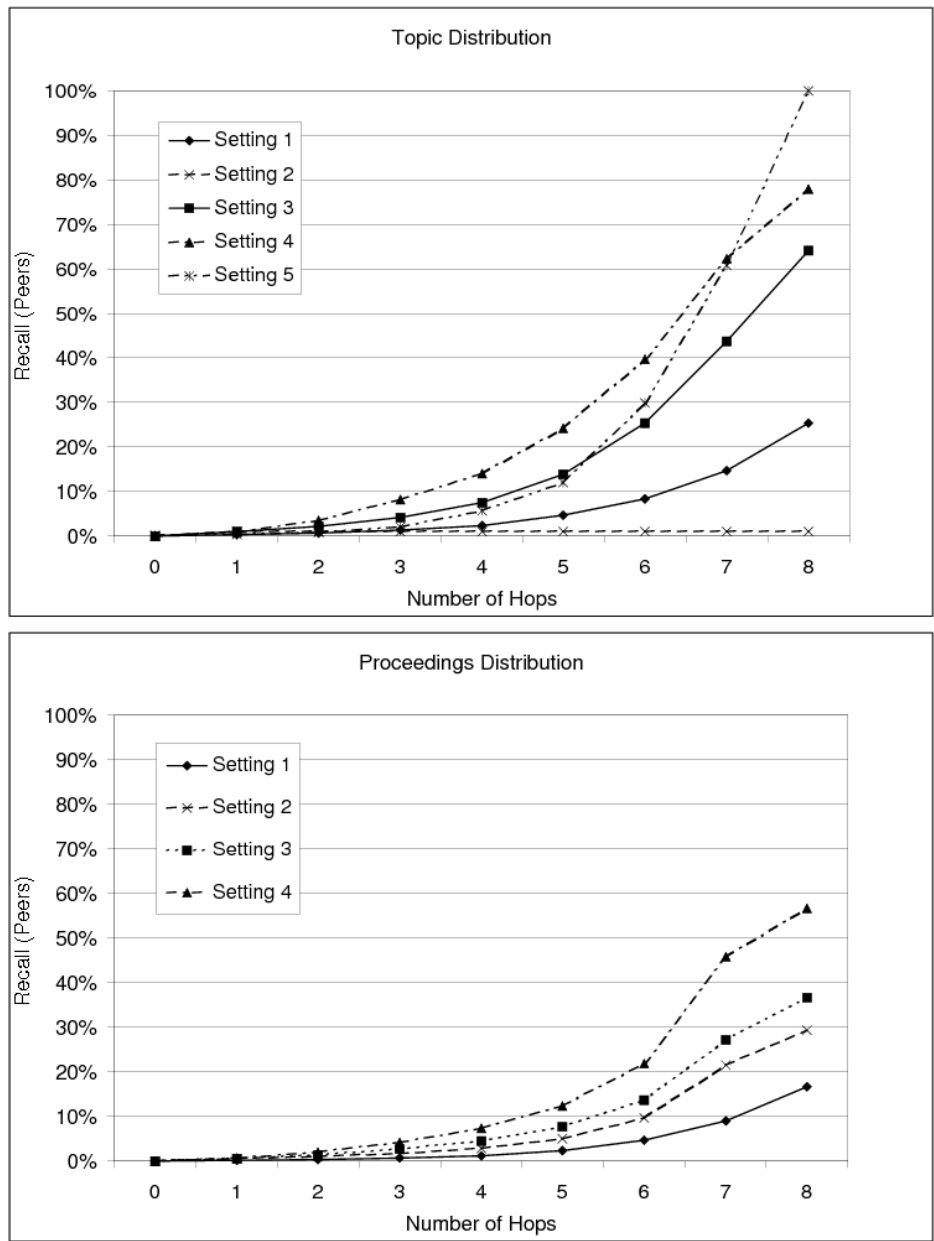 Topic Distribution
100%
90%
80%
70%
60%
50%
40%
30%
20%
10%
0%
Recall (Peers)
Setting 1
Setting 2
Setting 3
Setting 4
Setting 5
0 1 2 3 4 5 6 7 8
Number of Hops
Proceedings Distribution
100%
90%
80%
70%
60%
50%
40%
30%
20%
10%
0%
Recall (Peers)
Setting 1
Setting 2
Setting 3
Setting 4
0 1 2 3 4 5 6 7 8
Number of Hops